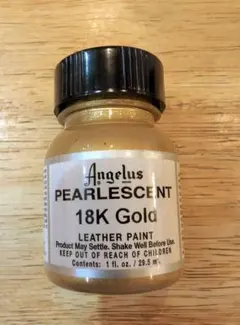 Angelus
PEARLESCENT
18K Gold
LEATHER PAINT
Product May Settle. Shake Well Before Use.
KEEP OUT OF REACH OF CHILDREN
Contents: 1 fl. oz. / 29.5 ml.